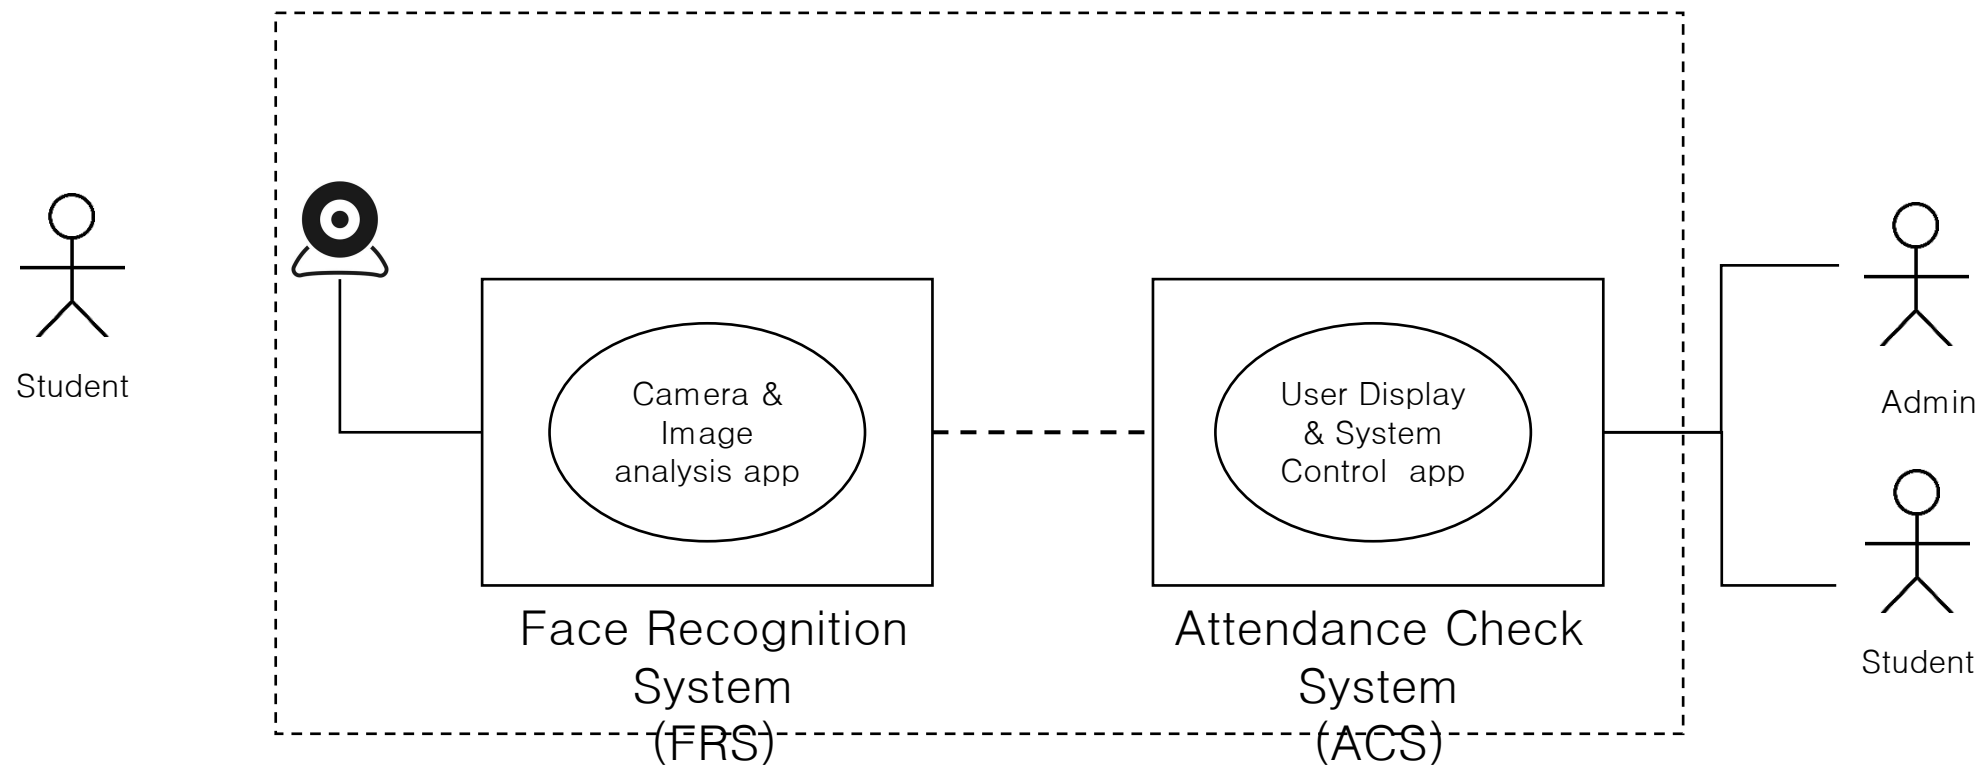 Student
Camera &
Image
analysis app
User Display
& System
Control app
Admin
Student
Face Recognition
System
(FRS)
Attendance Check
System
(ACS)